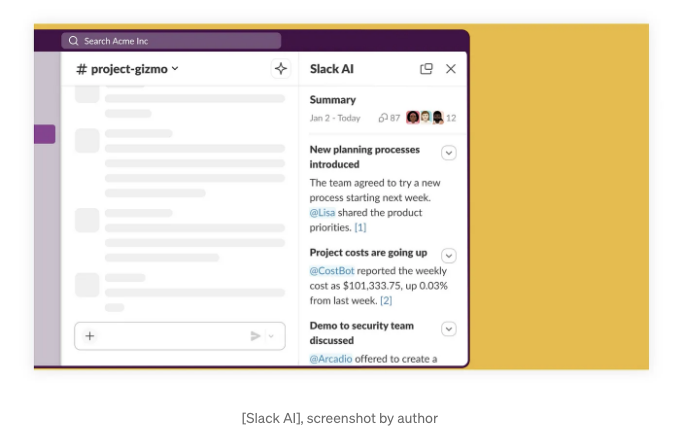 Search Acme Inc
# project-gizmo
Slack AI
Summary
Jan 2 - Today 87 12
New planning processes
introduced
The team agreed to try a new
process starting next week.
@Lisa shared the product
priorities. [1]
Project costs are going up
@CostBot reported the weekly
cost as $101,333.75, up 0.03%
from last week. [2]
Demo to security team
discussed
@Arcadio offered to create a
[Slack AI], screenshot by author